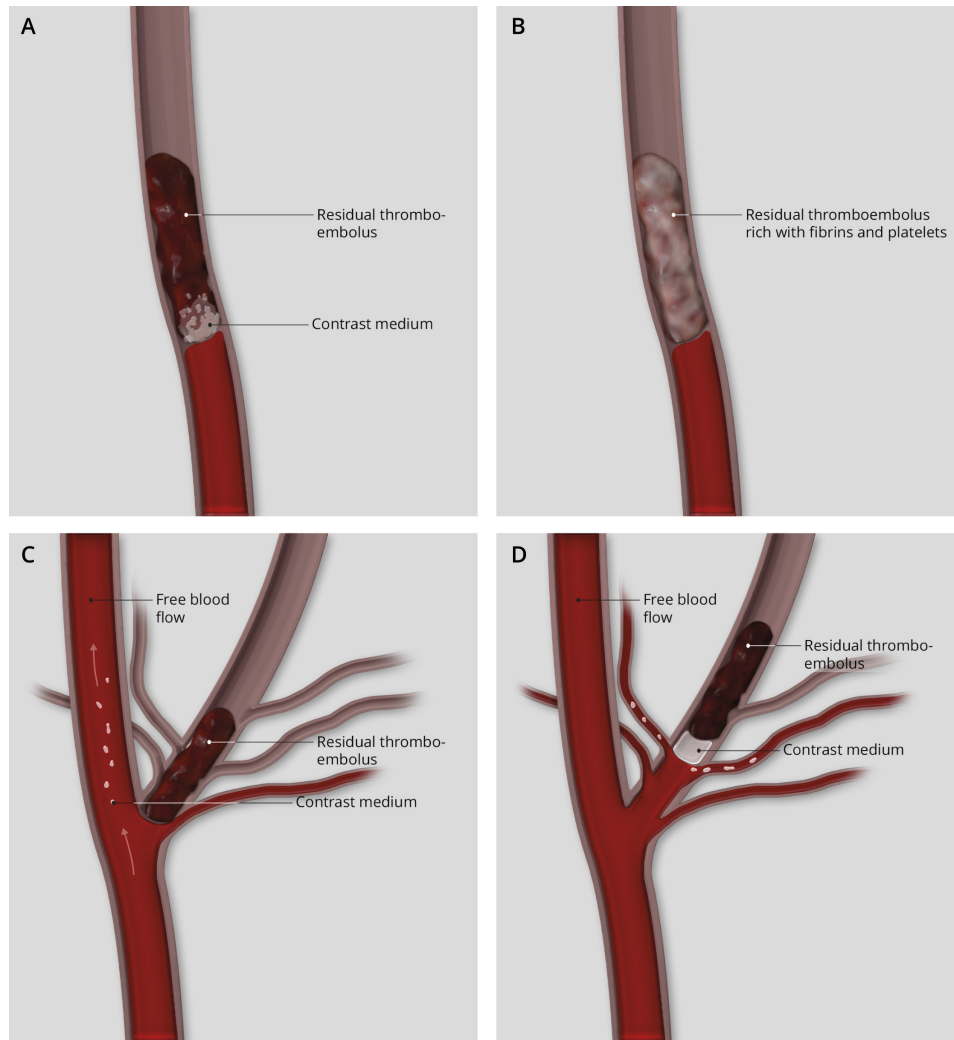 A
Residual thrombo-
embolus
Contrast medium
B
Residual thromboembolus
rich with fibrins and platelets
C
Free blood
flow
Residual thrombo-
embolus
Contrast medium
D
Free blood
flow
Residual thrombo-
embolus
Contrast medium